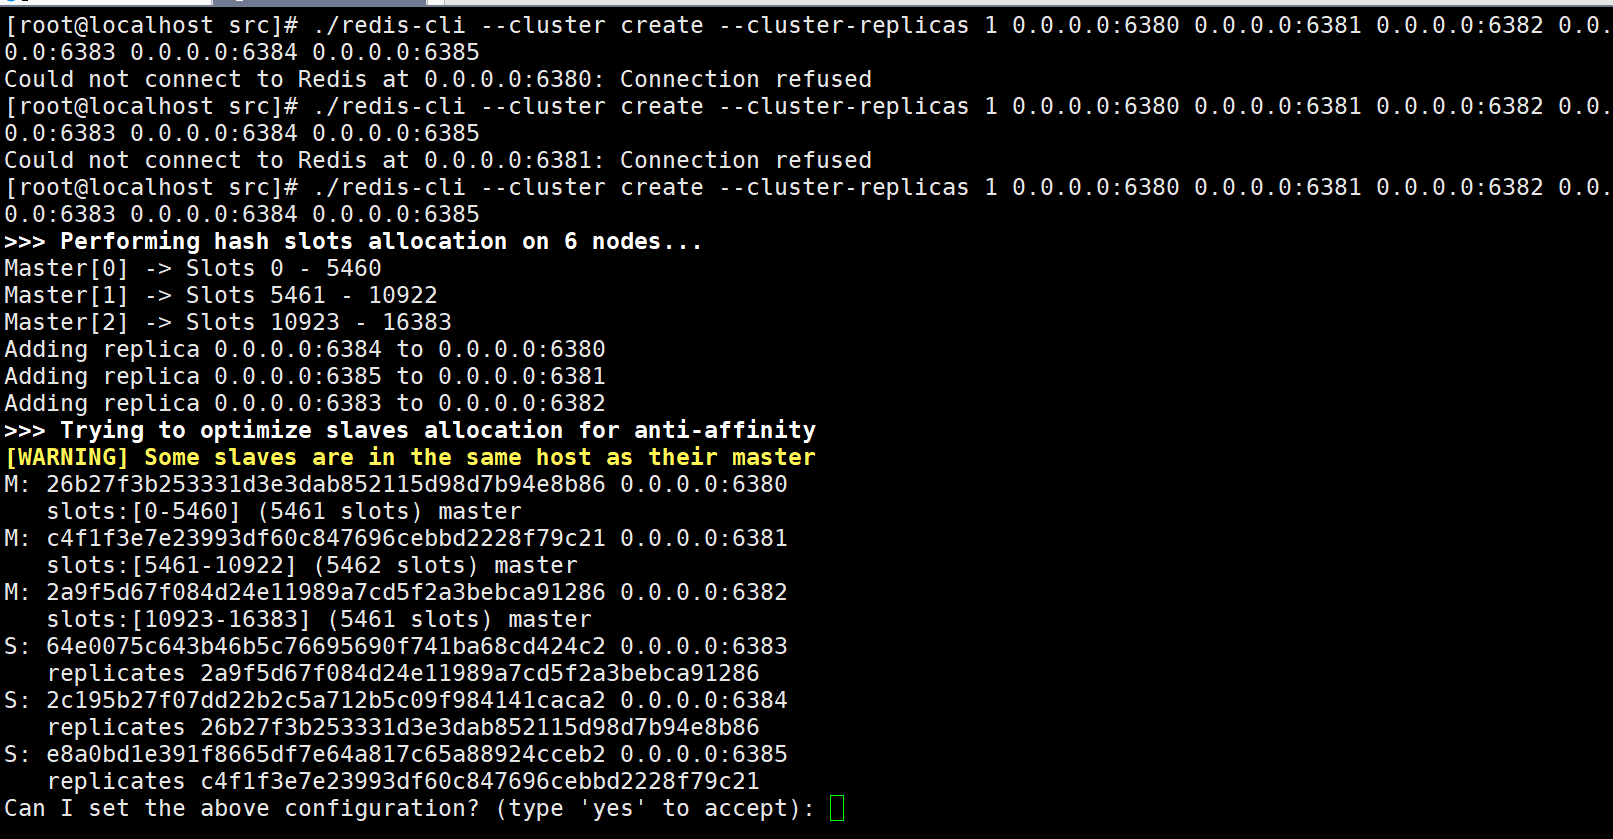 [root@localhost src]# ./redis-cli --cluster create --cluster-replicas 1 0.0.0.0:6380 0.0.0.0:6381 0.0.0.0:6382 0.0.
0.0:6383 0.0.0.0:6384 0.0.0.0:6385
Could not connect to Redis at 0.0.0.0:6380: Connection refused
[root@localhost src]# ./redis-cli --cluster create --cluster-replicas 1 0.0.0.0:6380 0.0.0.0:6381 0.0.0.0:6382 0.0.
0.0:6383 0.0.0.0:6384 0.0.0.0:6385
Could not connect to Redis at 0.0.0.0:6381: Connection refused
[root@localhost src]# ./redis-cli --cluster create --cluster-replicas 1 0.0.0.0:6380 0.0.0.0:6381 0.0.0.0:6382 0.0.
0.0:6383 0.0.0.0:6384 0.0.0.0:6385
>>> Performing hash slots allocation on 6 nodes...
Master[0] -> Slots 0 - 5460
Master[1] -> Slots 5461 - 10922
Master[2] -> Slots 10923 - 16383
Adding replica 0.0.0.0:6384 to 0.0.0.0:6380
Adding replica 0.0.0.0:6385 to 0.0.0.0:6381
Adding replica 0.0.0.0:6383 to 0.0.0.0:6382
>>> Trying to optimize slaves allocation for anti-affinity
[WARNING] Some slaves are in the same host as their master
M: 26b27f3b253331d3e3dab852115d98d7b94e8b86 0.0.0.0:6380
   slots:[0-5460] (5461 slots) master
M: c4f1f3e7e23993df60c847696cebbd2228f79c21 0.0.0.0:6381
   slots:[5461-10922] (5462 slots) master
M: 2a9f5d67f084d24e11989a7cd5f2a3bebca91286 0.0.0.0:6382
   slots:[10923-16383] (5461 slots) master
S: 64e0075c643b46b5c76695690f741ba68cd424c2 0.0.0.0:6383
   replicates 2a9f5d67f084d24e11989a7cd5f2a3bebca91286
S: 2c195b27f07dd22b2c5a712b5c09f984141caca2 0.0.0.0:6384
   replicates 26b27f3b253331d3e3dab852115d98d7b94e8b86
S: e8a0bd1e391f8665df7e64a817c65a88924cceb2 0.0.0.0:6385
   replicates c4f1f3e7e23993df60c847696cebbd2228f79c21
Can I set the above configuration? (type 'yes' to accept):